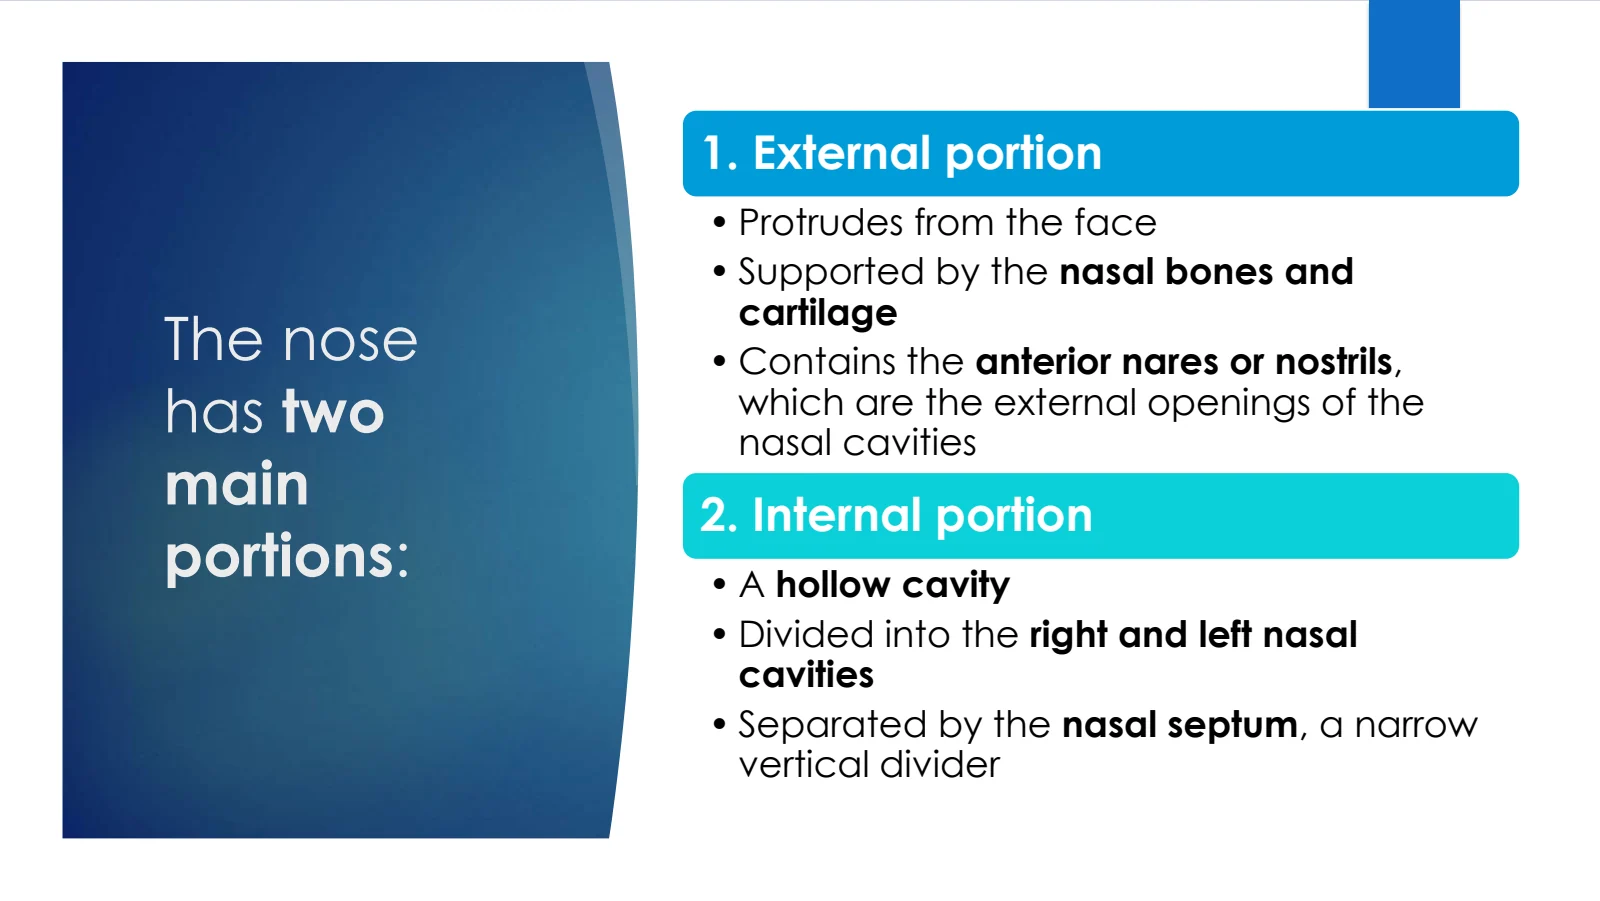 The nose
has two
main
portions:
1. External portion
• Protrudes from the face
• Supported by the nasal bones and
cartilage
• Contains the anterior nares or nostrils,
which are the external openings of the
nasal cavities
2. Internal portion
• A hollow cavity
• Divided into the right and left nasal
cavities
• Separated by the nasal septum, a narrow
vertical divider